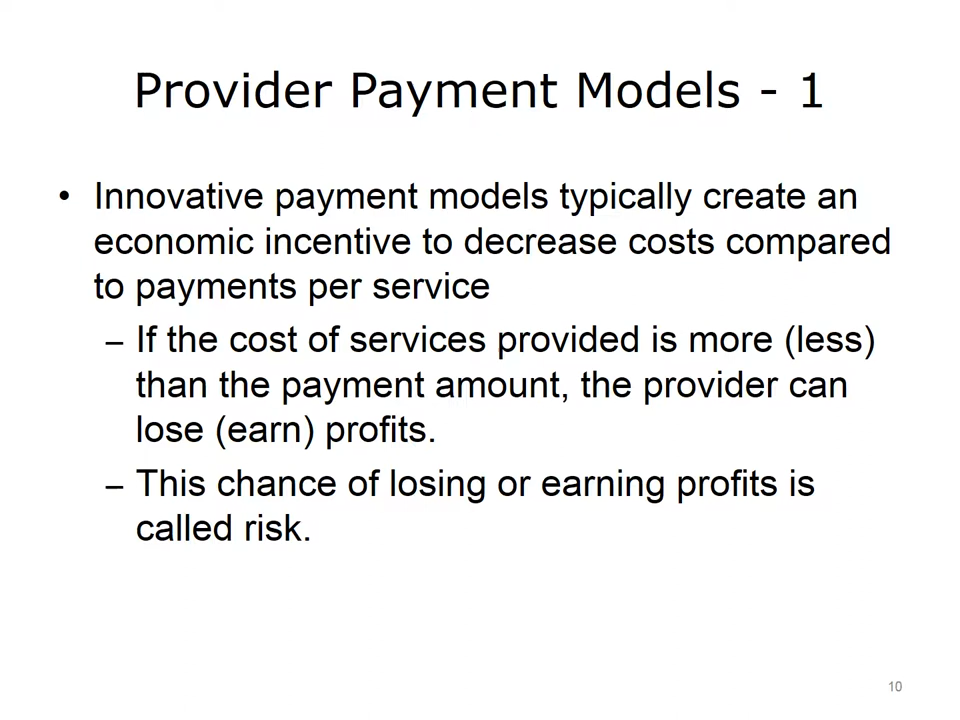 Provider Payment Models - 1
• Innovative payment models typically create an
economic incentive to decrease costs compared
to payments per service
– If the cost of services provided is more (less)
than the payment amount, the provider can
lose (earn) profits.
– This chance of losing or earning profits is
called risk.
10